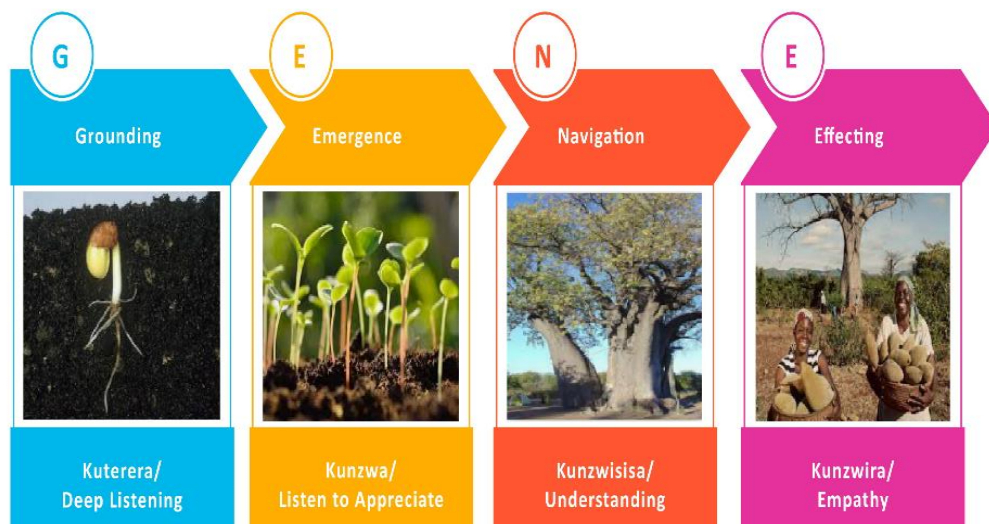 G
Grounding
Kuterera/
Deep Listening
E
Emergence
Kunzwa/
Listen to Appreciate
N
Navigation
Kunzwisisa/
Understanding
E
Effecting
Kunzwira/
Empathy